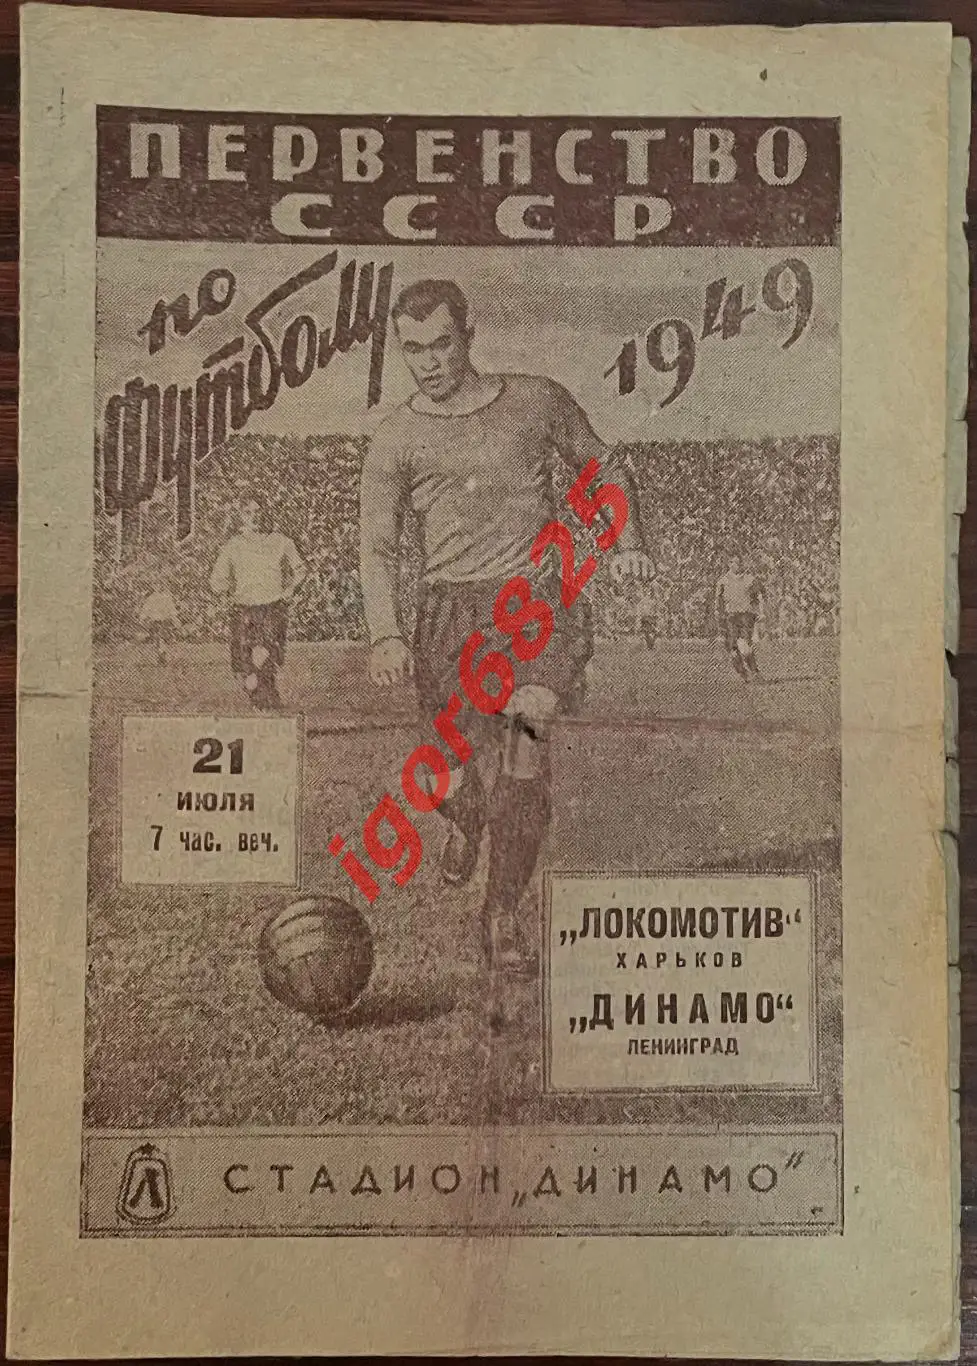 ПЕРВЕНСТВО
СССР
по
футболу
1949
igor6825
21
ИЮЛЯ
7 час. веч.
„ЛОКОМОТИВ“
ХАРЬКОВ
„ДИНАМО“
ЛЕНИНГРАД
Л
СТАДИОН „ДИНАМО”